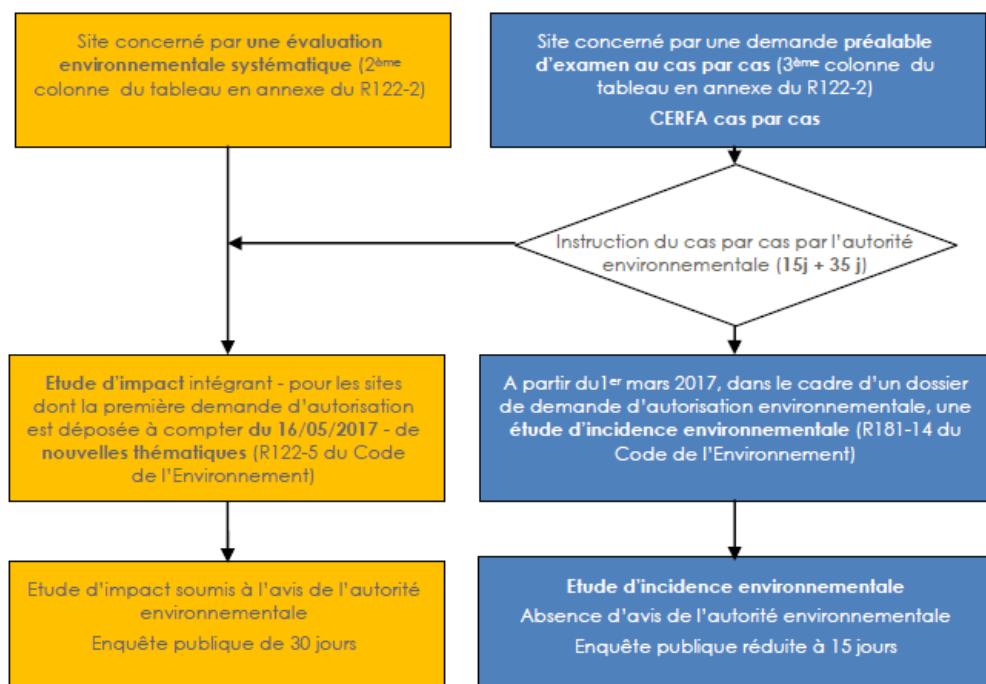 Site concerné par une évaluation
environnementale systématique (2ème
colonne du tableau en annexe du R122-2)
Site concerné par une demande préalable
d'examen au cas par cas (3ème colonne du
tableau en annexe du R122-2)
CERFA cas par cas
Instruction du cas par cas par l'autorité
environnementale (15j + 35 j)
Etude d'impact intégrant - pour les sites
dont la première demande d'autorisation
est déposée à compter du 16/05/2017 - de
nouvelles thématiques (R122-5 du Code
de l'Environnement)
A partir du1er mars 2017, dans le cadre d'un dossier
de demande d'autorisation environnementale, une
étude d'incidence environnementale (R181-14 du
Code de l'Environnement)
Etude d'impact soumis à l'avis de l'autorité
environnementale
Enquête publique de 30 jours
Etude d'incidence environnementale
Absence d'avis de l'autorité environnementale
Enquête publique réduite à 15 jours